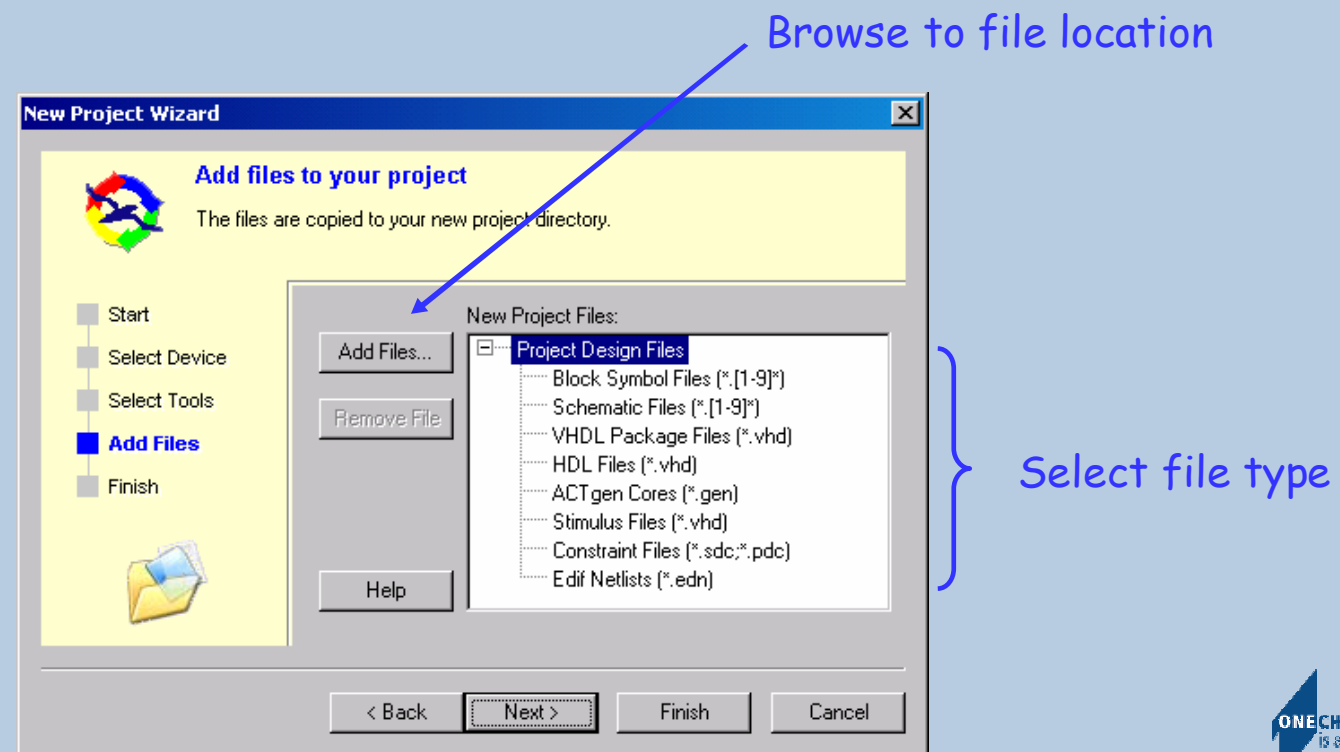 Browse to file location
New Project Wizard
Add files to your project
The files are copied to your new project directory.
Start
Select Device
Select Tools
Add Files
Finish
Add Files...
Remove File
Help
New Project Files:
Project Design Files
Block Symbol Files (*.[1-9]*)
Schematic Files (*.[1-9]*)
VHDL Package Files (*.vhd)
HDL Files (*.vhd)
ACTgen Cores (*.gen)
Stimulus Files (*.vhd)
Constraint Files (*.sdc;*.pdc)
Edif Netlists (*.edn)
Select file type
< Back
Next >
Finish
Cancel